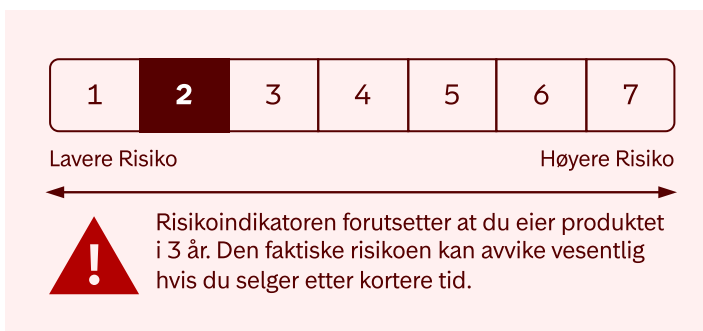 1 2 3 4 5 6 7
Lavere Risiko Høyere Risiko
Risikoindikatoren forutsetter at du eier produktet
i 3 år. Den faktiske risikoen kan avvike vesentlig
hvis du selger etter kortere tid.